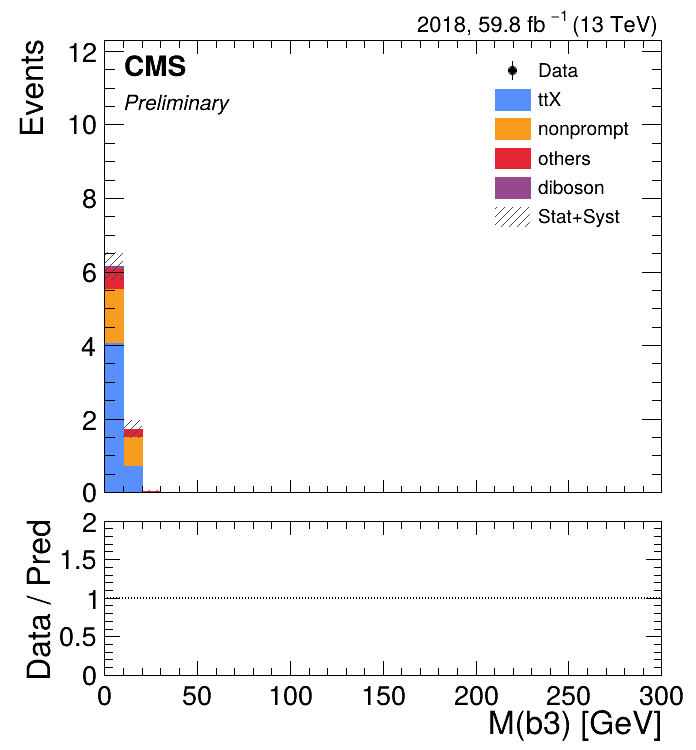 2018, 59.8 fb⁻¹ (13 TeV)
CMS
Preliminary
Events
12
10
8
6
4
2
0
Data
ttX
nonprompt
others
diboson
Stat+Syst
Data / Pred
2
1.5
1
0.5
0
0 50 100 150 200 250 300
M(b3) [GeV]